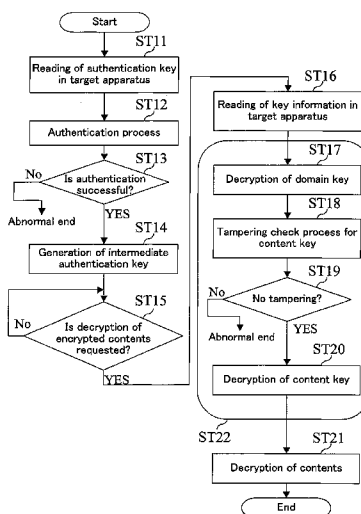 Start
ST11
Reading of authentication key
in target apparatus
ST12
Authentication process
ST13
Is authentication
successful?
No
Abnormal end
YES
ST14
Generation of intermediate
authentication key
ST15
Is decryption of
encrypted contents
requested?
No
YES
ST16
Reading of key information in
target apparatus
ST17
Decryption of domain key
ST18
Tampering check process for
content key
ST19
No tampering?
No
Abnormal end
YES
ST20
Decryption of content key
ST22
ST21
Decryption of contents
End